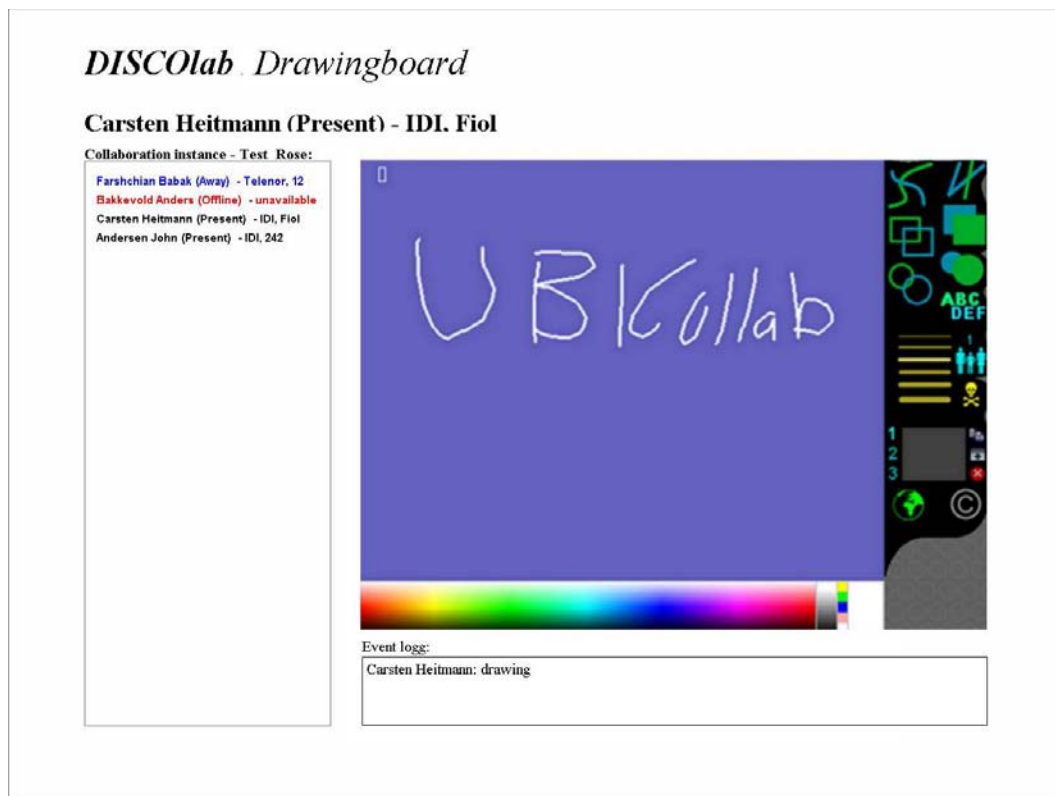 DISCOlab . Drawingboard
Carsten Heitmann (Present) - IDI, Fiol
Collaboration instance - Test Rose:
Farshchian Babak (Away) - Telenor, 12
Bakkevold Anders (Offline) - unavailable
Carsten Heitmann (Present) - IDI, Fiol
Andersen John (Present) - IDI, 242
UBKollab
ABC
DEF
1
1
2
3
©
Event logg:
Carsten Heitmann: drawing